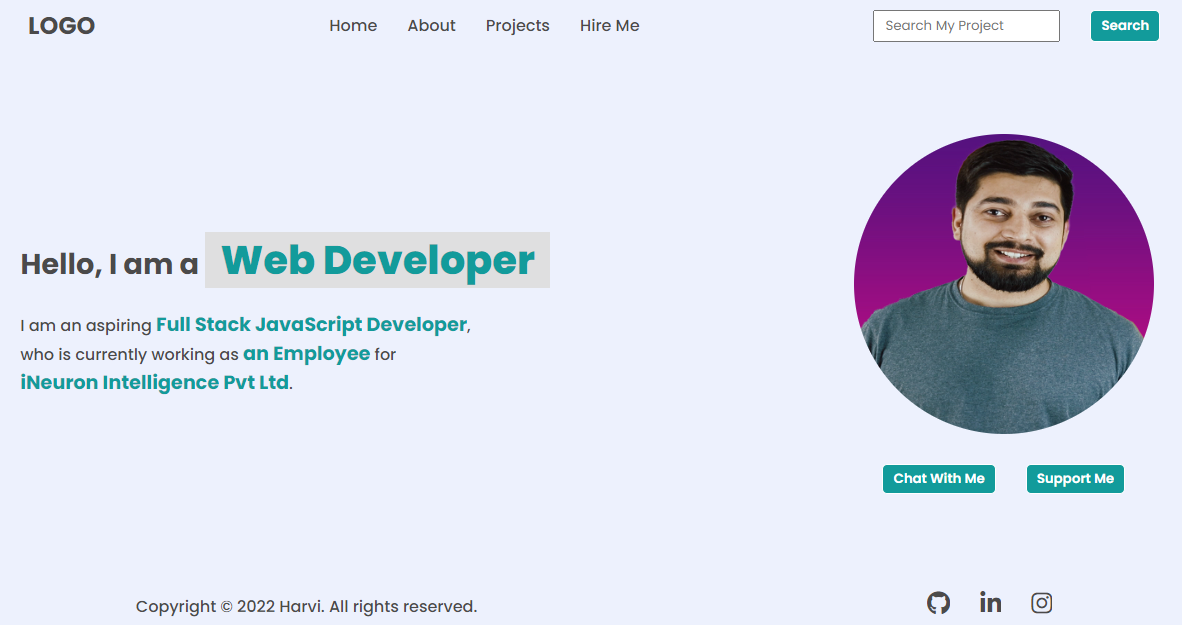 LOGO
Home About Projects Hire Me
Search My Project
Search
Hello, I am a Web Developer
I am an aspiring Full Stack JavaScript Developer,
who is currently working as an Employee for
iNeuron Intelligence Pvt Ltd.
Chat With Me
Support Me
Copyright © 2022 Harvi. All rights reserved.
in